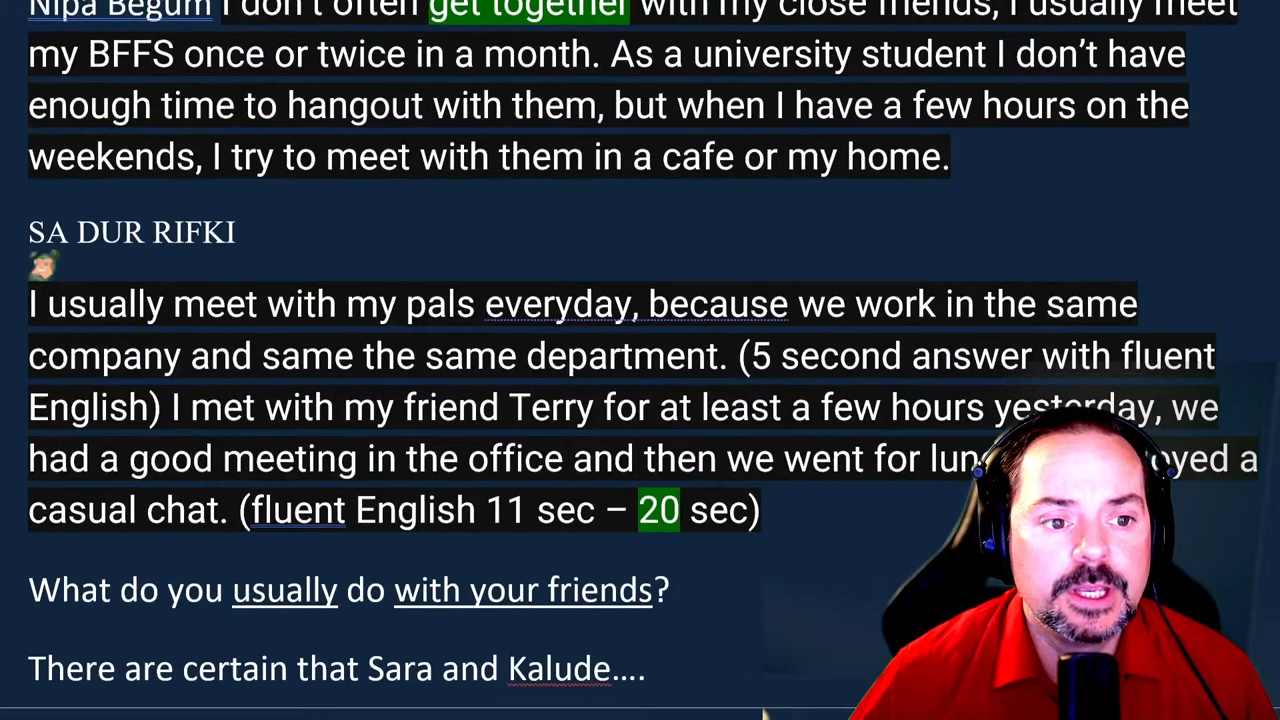 Nipa Begum I don't often get together with my close friends, I usually meet
my BFFS once or twice in a month. As a university student I don't have
enough time to hangout with them, but when I have a few hours on the
weekends, I try to meet with them in a cafe or my home.
SA DUR RIFKI
I usually meet with my pals everyday, because we work in the same
company and same the same department. (5 second answer with fluent
English) I met with my friend Terry for at least a few hours yesterday, we
had a good meeting in the office and then we went for a
casual chat. (fluent English 11 sec – 20 sec)
What do you usually do with your friends?
There are certain that Sara and Kalude....